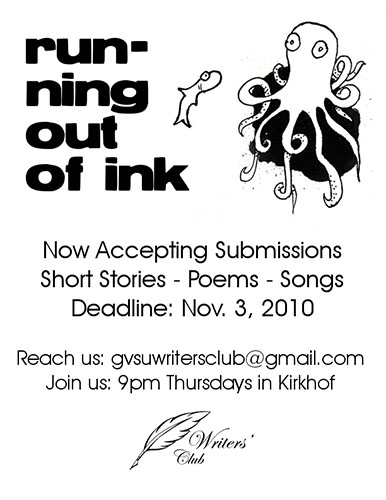 run-
ning
out
of ink
Now Accepting Submissions
Short Stories - Poems - Songs
Deadline: Nov. 3, 2010
Reach us: gvsuwritersclub@gmail.com
Join us: 9pm Thursdays in Kirkhof
Writers'
Club